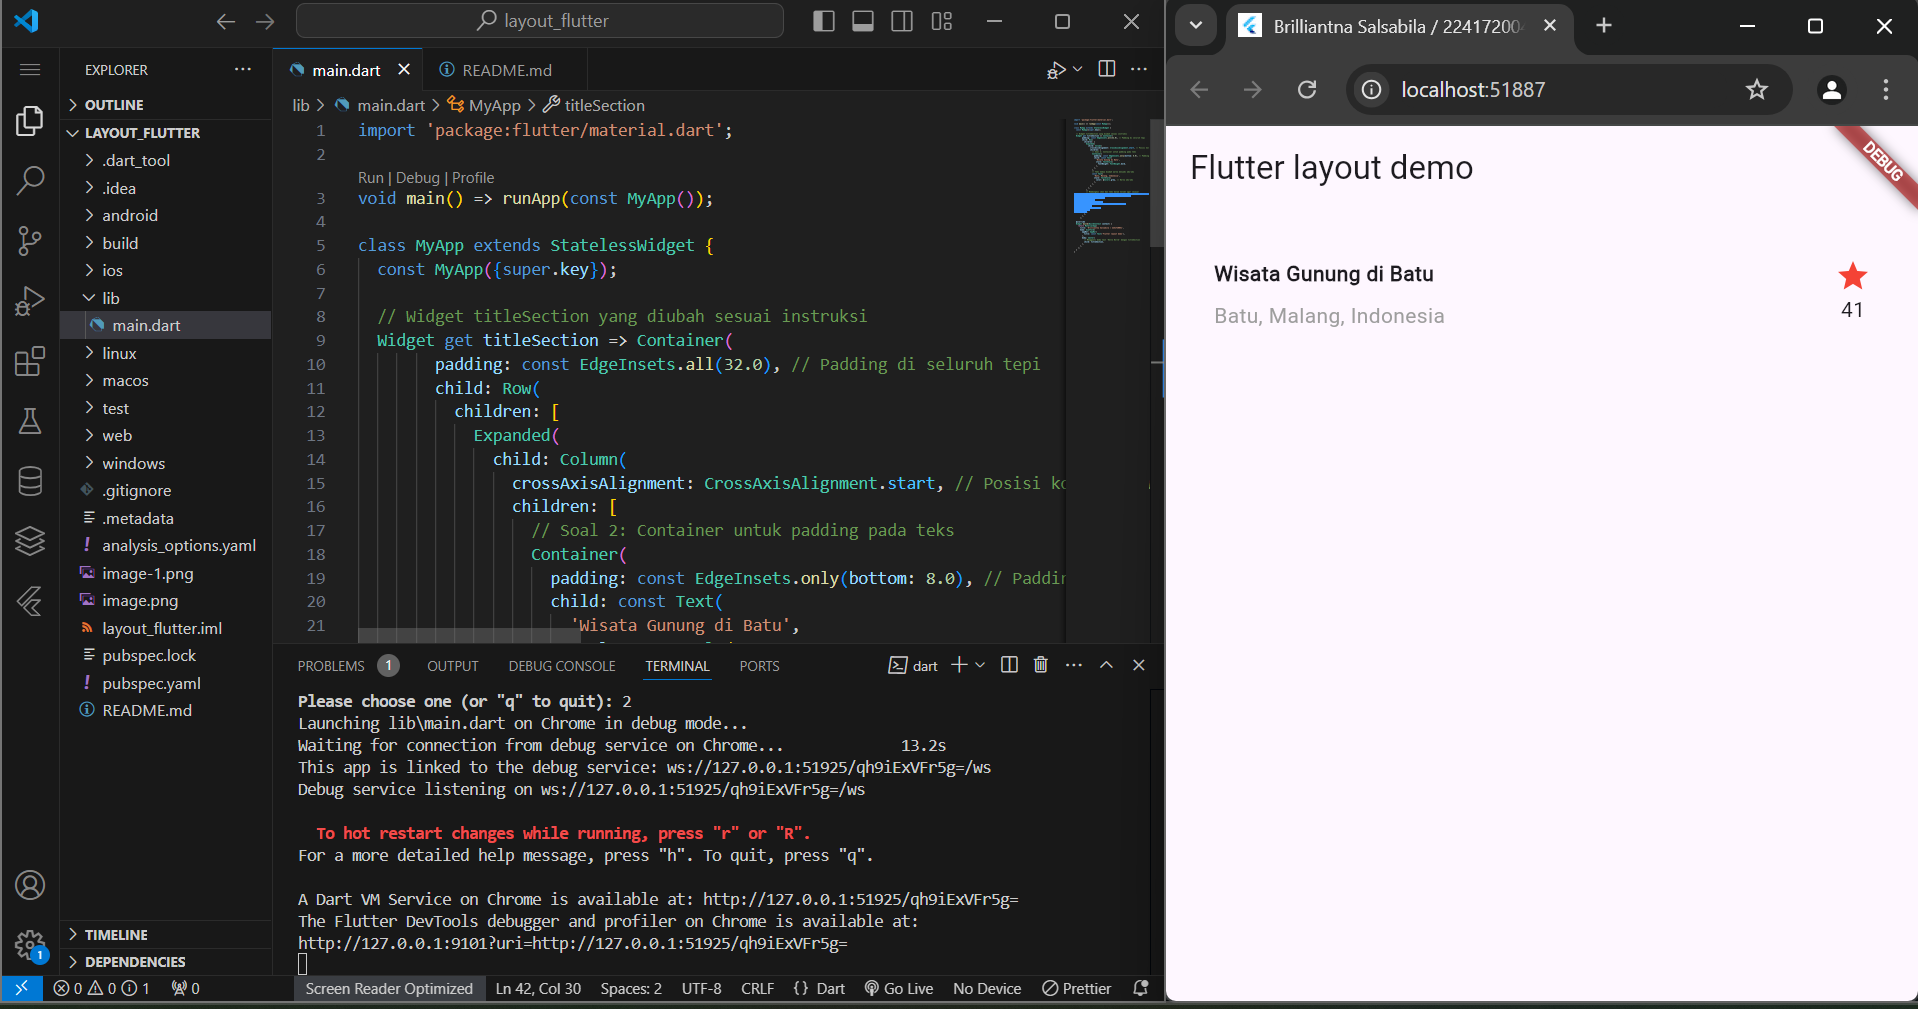 layout_flutter
EXPLORER
OUTLINE
LAYOUT_FLUTTER
.dart_tool
.idea
android
build
ios
lib
main.dart
linux
macos
test
web
windows
.gitignore
.metadata
analysis_options.yaml
image-1.png
image.png
layout_flutter.iml
pubspec.lock
pubspec.yaml
README.md
TIMELINE
DEPENDENCIES
main.dart README.md
lib > main.dart > MyApp > titleSection
1 import 'package:flutter/material.dart';
2
Run | Debug | Profile
3 void main() => runApp(const MyApp());
4
5 class MyApp extends StatelessWidget {
6 const MyApp({super.key});
7
8 // Widget titleSection yang diubah sesuai instruksi
9 Widget get titleSection => Container(
10 padding: const EdgeInsets.all(32.0), // Padding di seluruh tepi
11 child: Row(
12 children: [
13 Expanded(
14 child: Column(
15 crossAxisAlignment: CrossAxisAlignment.start, // Posisi
16 children: [
17 // Soal 2: Container untuk padding pada teks
18 Container(
19 padding: const EdgeInsets.only(bottom: 8.0), //
20 child: const Text(
21 'Wisata Gunung di Batu',
PROBLEMS 1 OUTPUT DEBUG CONSOLE TERMINAL PORTS dart
Please choose one (or "q" to quit): 2
Launching lib\main.dart on Chrome in debug mode...
Waiting for connection from debug service on Chrome... 13.2s
This app is linked to the debug service: ws://127.0.0.1:51925/qh9iExVFr5g=/ws
Debug service listening on ws://127.0.0.1:51925/qh9iExVFr5g=/ws
To hot restart changes while running, press "r" or "R".
For a more detailed help message, press "h". To quit, press "q".
A Dart VM Service on Chrome is available at: http://127.0.0.1:51925/qh9iExVFr5g=
The Flutter DevTools debugger and profiler on Chrome is available at:
http://127.0.0.1:9101?uri=http://127.0.0.1:51925/qh9iExVFr5g=
1
0 0 1 0 Screen Reader Optimized Ln 42, Col 30 Spaces: 2 UTF-8 CRLF {} Dart Go Live No Device Prettier
Brilliantna Salsabila / 224172004
localhost:51887
Flutter layout demo
DEBUG
Wisata Gunung di Batu
Batu, Malang, Indonesia
41